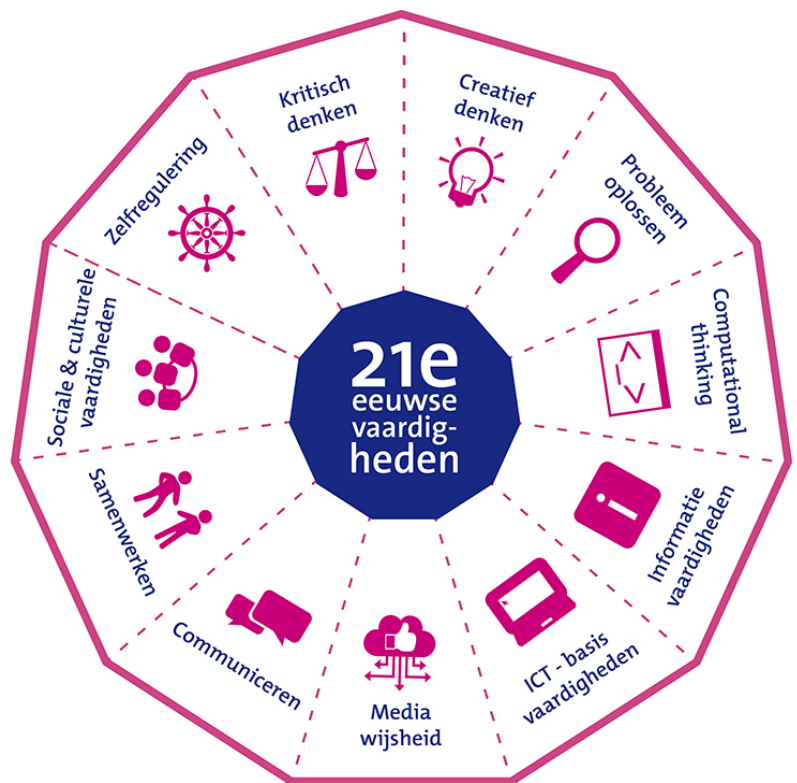 21e
eeuwse
vaardig-
heden
Kritisch
denken
Creatief
denken
Probleem
oplossen
Computational
thinking
Informatie
vaardigheden
ICT - basis
vaardigheden
Media
wijsheid
Communiceren
Samenwerken
Sociale & culturele
vaardigheden
Zelfregulering